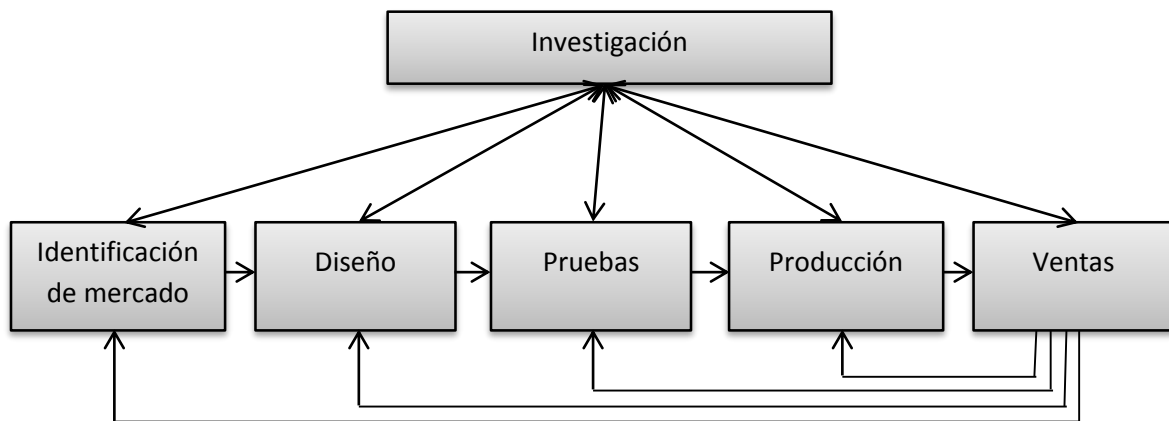 Investigación
Identificación
de mercado
Diseño
Pruebas
Producción
Ventas